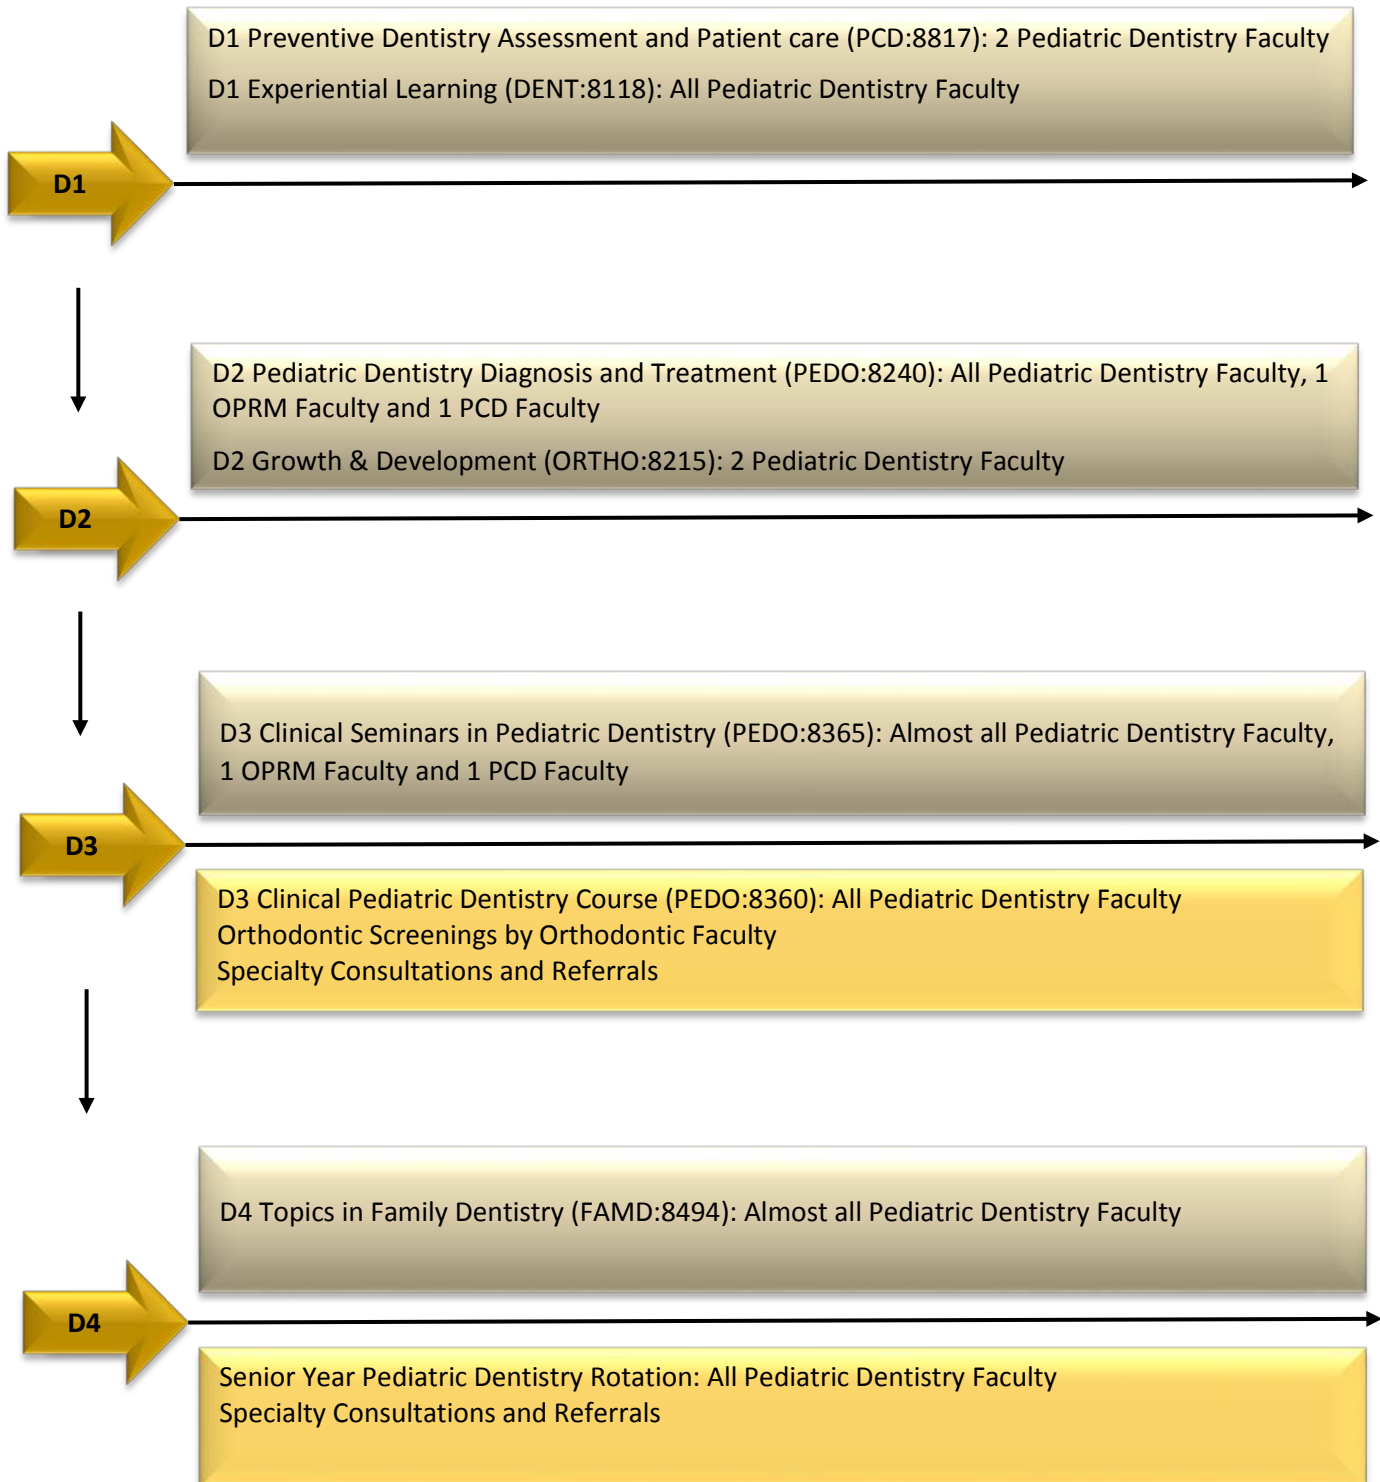 D1 Preventive Dentistry Assessment and Patient care (PCD:8817): 2 Pediatric Dentistry Faculty
D1 Experiential Learning (DENT:8118): All Pediatric Dentistry Faculty
D1
D2 Pediatric Dentistry Diagnosis and Treatment (PEDO:8240): All Pediatric Dentistry Faculty, 1
OPRM Faculty and 1 PCD Faculty
D2 Growth & Development (ORTHO:8215): 2 Pediatric Dentistry Faculty
D2
D3 Clinical Seminars in Pediatric Dentistry (PEDO:8365): Almost all Pediatric Dentistry Faculty,
1 OPRM Faculty and 1 PCD Faculty
D3
D3 Clinical Pediatric Dentistry Course (PEDO:8360): All Pediatric Dentistry Faculty
Orthodontic Screenings by Orthodontic Faculty
Specialty Consultations and Referrals
D4 Topics in Family Dentistry (FAMD:8494): Almost all Pediatric Dentistry Faculty
D4
Senior Year Pediatric Dentistry Rotation: All Pediatric Dentistry Faculty
Specialty Consultations and Referrals